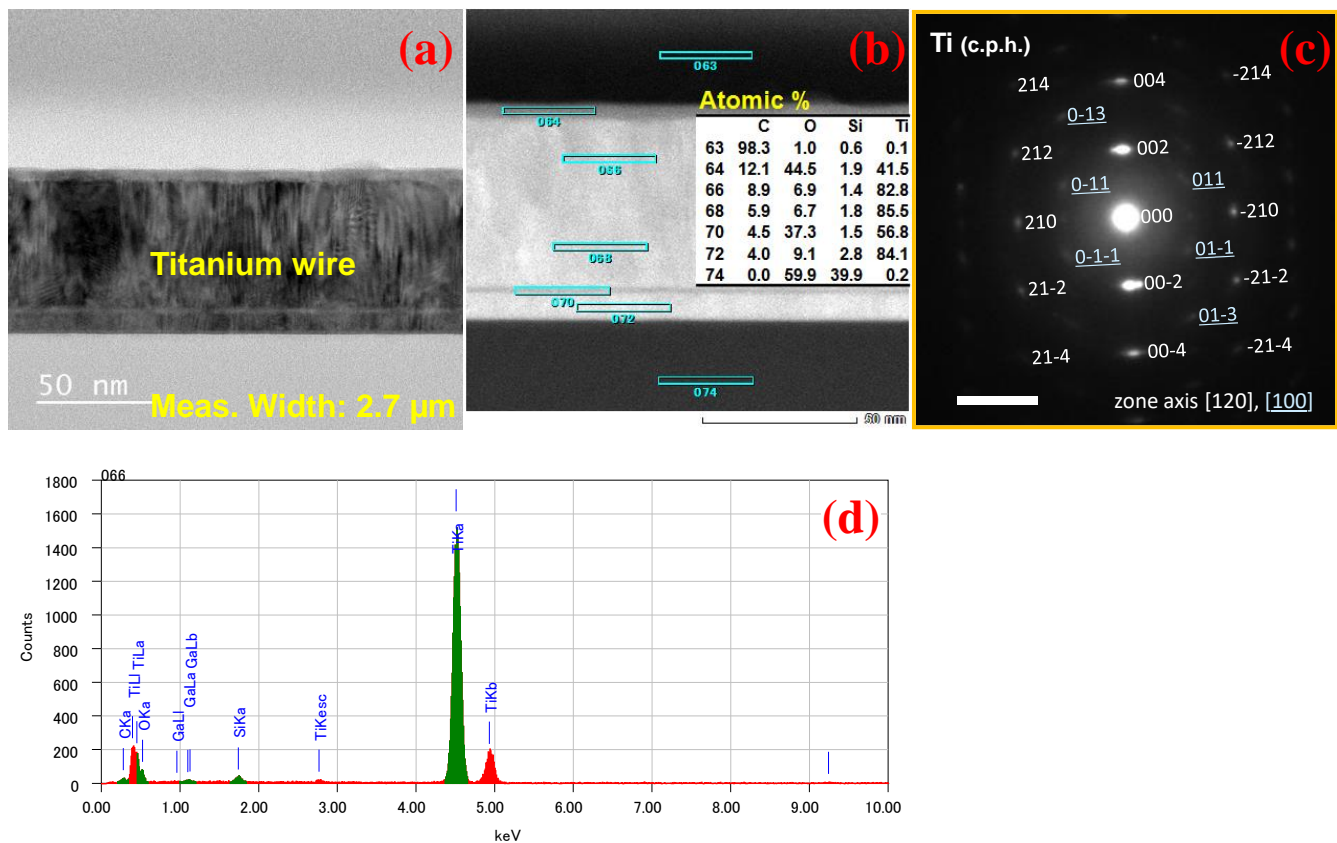 (a)
Titanium wire
50 nm
Meas. Width: 2.7 µm
(b)
063
064
066
068
070
072
074
Atomic %
C O Si Ti
63 98.3 1.0 0.6 0.1
64 12.1 44.5 1.9 41.5
66 8.9 6.9 1.4 82.8
68 5.9 6.7 1.8 85.5
70 4.5 37.3 1.5 56.8
72 4.0 9.1 2.8 84.1
74 0.0 59.9 39.9 0.2
50 nm
Ti (c.p.h.)
(c)
214 004 -214
0-13
212 002 -212
0-11 011
210 000 -210
0-1-1 01-1
21-2 00-2 -21-2
01-3
21-4 00-4 -21-4
zone axis [120], [100]
066
(d)
Counts
1800
1600
1400
1200
1000
800
600
400
200
0
CKa
TiLl TiLa
OKa
GaLl
GaLa GaLb
SiKa
TiKesc
TiKa
TiKb
0.00 1.00 2.00 3.00 4.00 5.00 6.00 7.00 8.00 9.00 10.00
keV